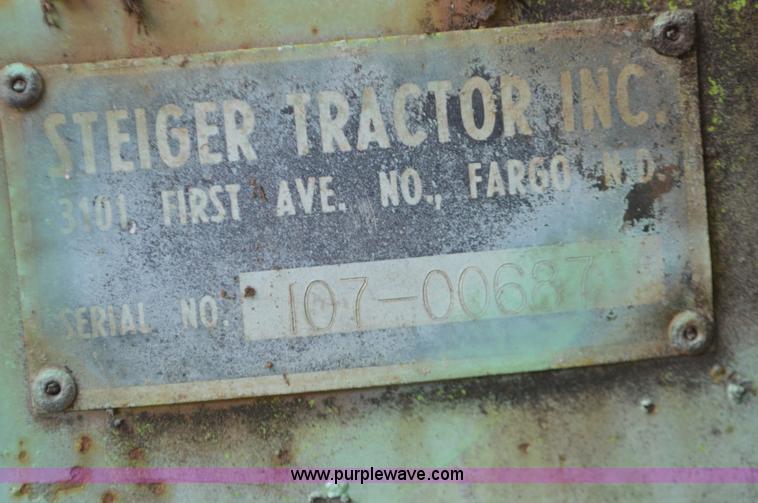 STEIGER TRACTOR INC.
3101, FIRST AVE. NO., FARGO N.D.
SERIAL NO. 107-00687
www.purplewave.com